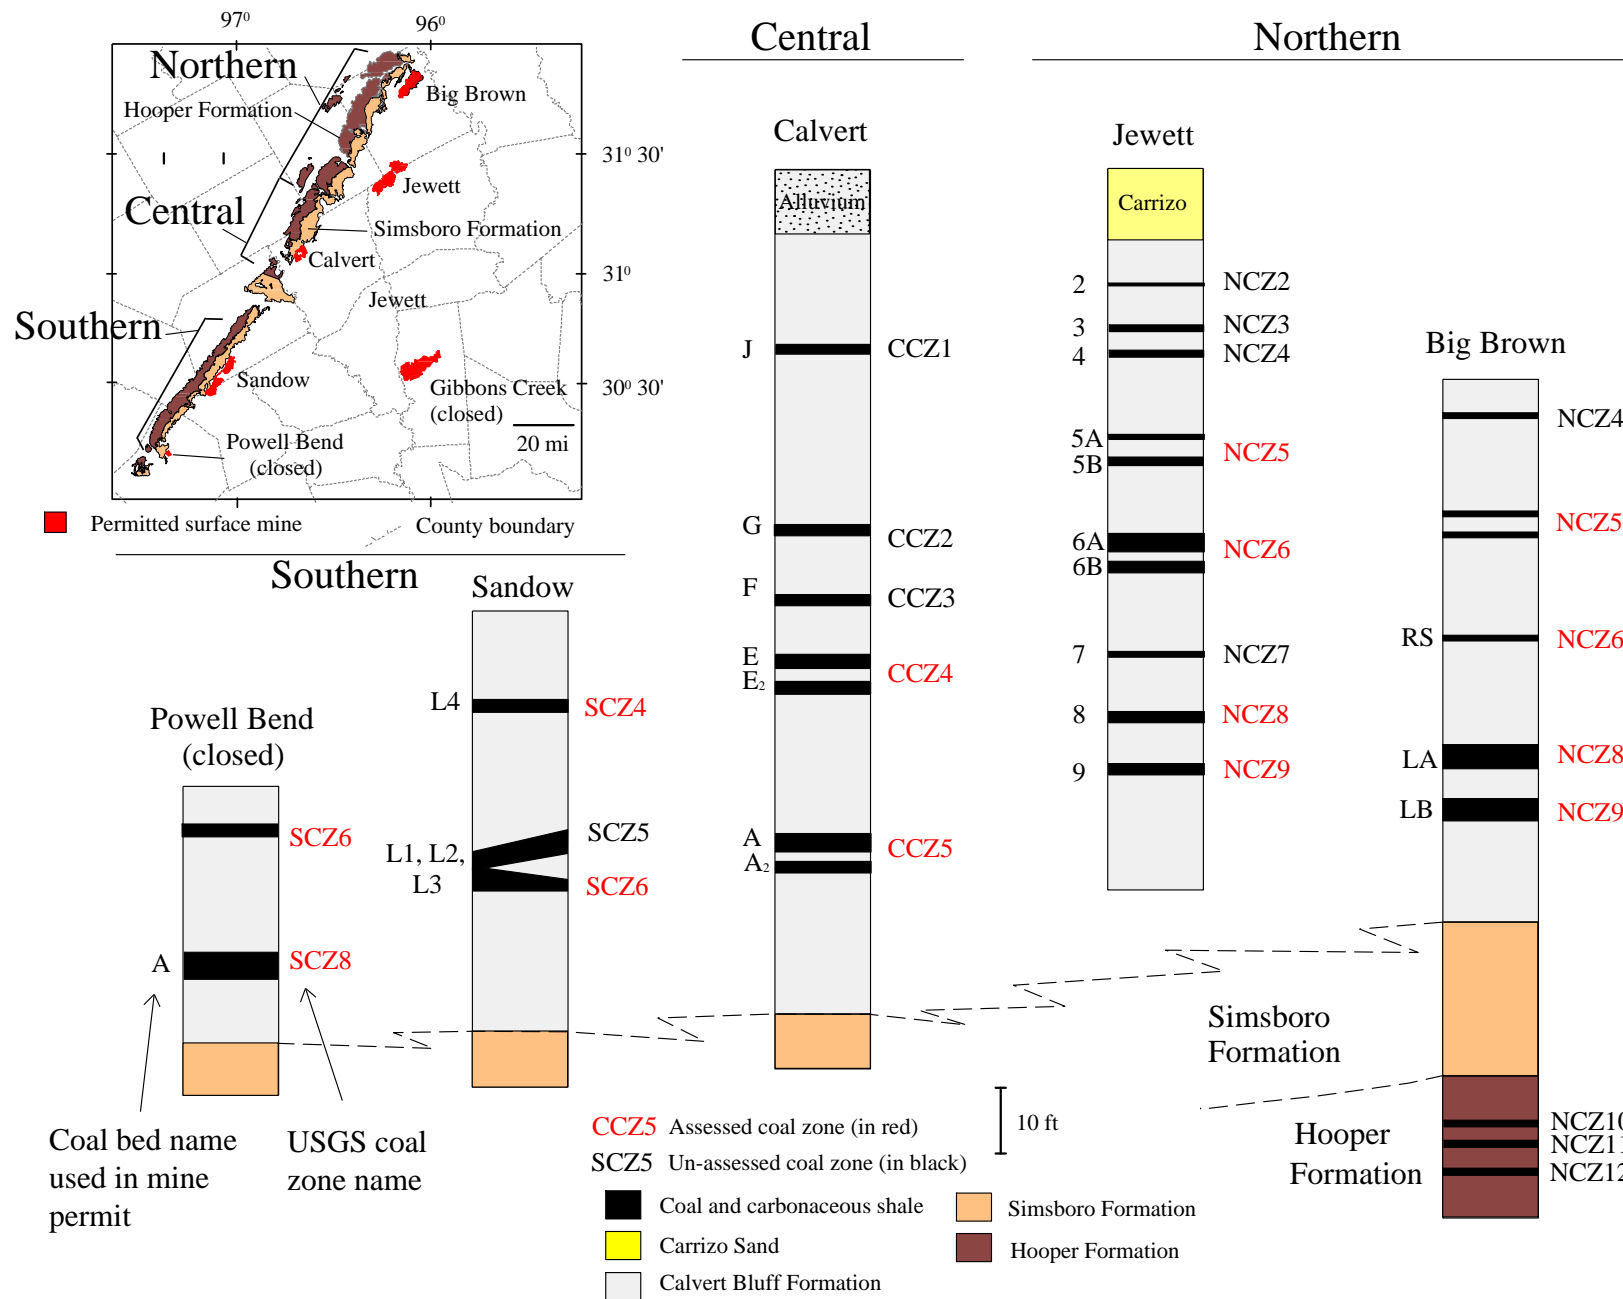 97⁰ 96⁰
Northern
Hooper Formation
Big Brown
31⁰ 30'
Jewett
Central
Simsboro Formation
Calvert
31⁰
Jewett
Southern
Sandow
Gibbons Creek
(closed)
30⁰ 30'
Powell Bend
(closed)
20 mi
Permitted surface mine
County boundary
Southern
Powell Bend
(closed)
SCZ6
A
SCZ8
Coal bed name
used in mine
permit
USGS coal
zone name
Sandow
L4
SCZ4
SCZ5
L1, L2,
L3
SCZ6
Central
Calvert
Alluvium
J
CCZ1
G
CCZ2
F
CCZ3
E
E₂
CCZ4
A
A₂
CCZ5
Northern
Jewett
Carrizo
2
NCZ2
3
NCZ3
4
NCZ4
5A
5B
NCZ5
6A
6B
NCZ6
7
NCZ7
8
NCZ8
9
NCZ9
Big Brown
NCZ4
NCZ5
RS
NCZ6
LA
NCZ8
LB
NCZ9
Simsboro
Formation
Hooper
Formation
NCZ10
NCZ11
NCZ12
10 ft
CCZ5 Assessed coal zone (in red)
SCZ5 Un-assessed coal zone (in black)
Coal and carbonaceous shale
Carrizo Sand
Calvert Bluff Formation
Simsboro Formation
Hooper Formation